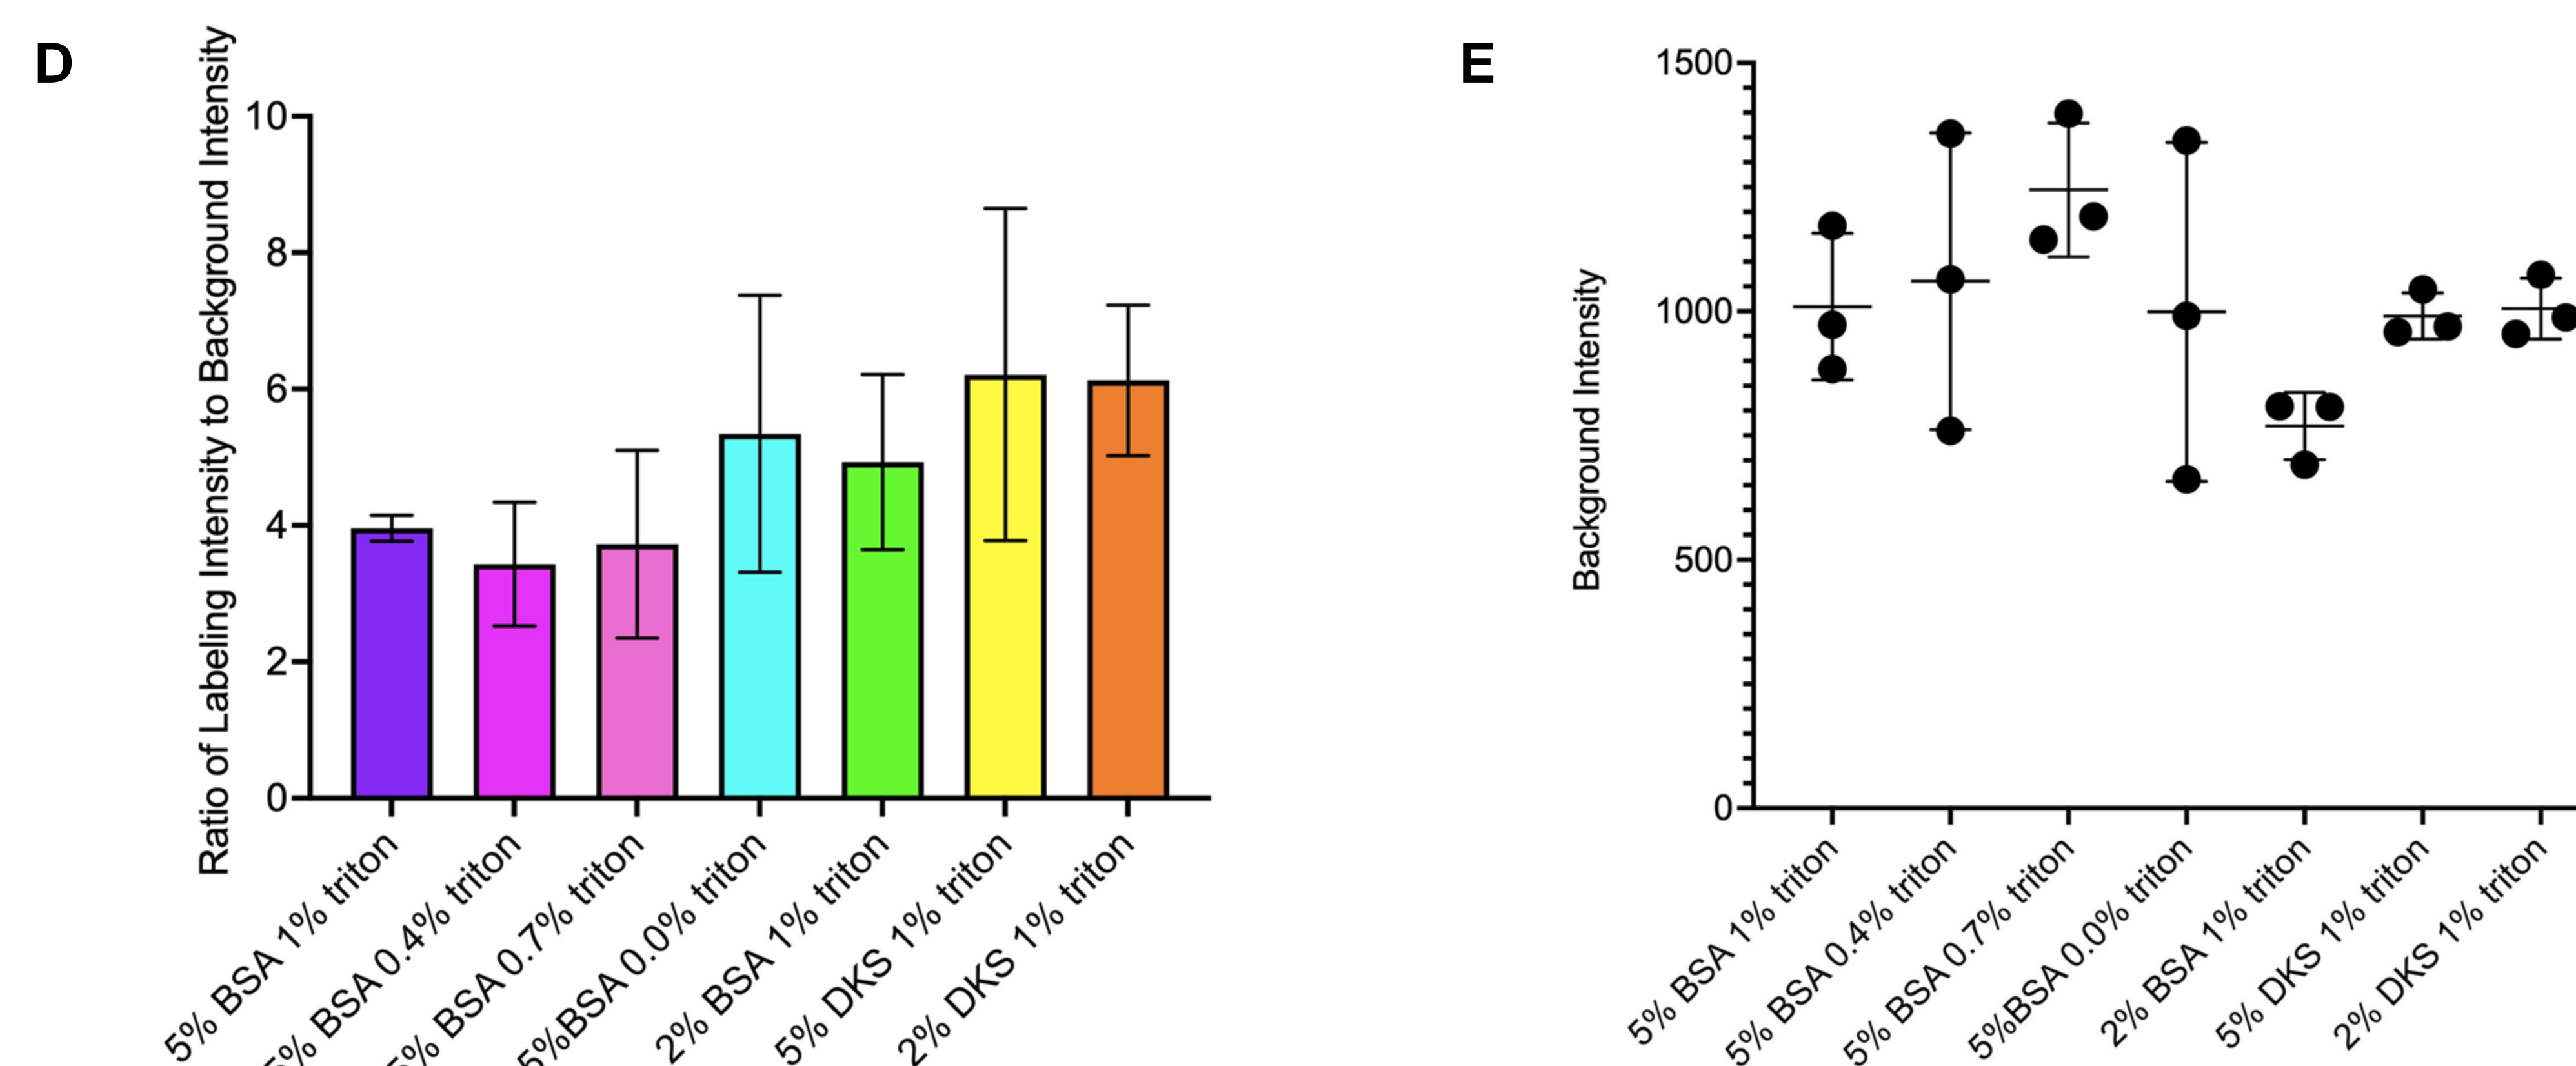 D
Ratio of Labeling Intensity to Background Intensity
10
8
6
4
2
0
5% BSA 1% triton
5% BSA 0.4% triton
5% BSA 0.7% triton
5%BSA 0.0% triton
2% BSA 1% triton
5% DKS 1% triton
2% DKS 1% triton
E
Background Intensity
1500
1000
500
0
5% BSA 1% triton
5% BSA 0.4% triton
5% BSA 0.7% triton
5%BSA 0.0% triton
2% BSA 1% triton
5% DKS 1% triton
2% DKS 1% triton